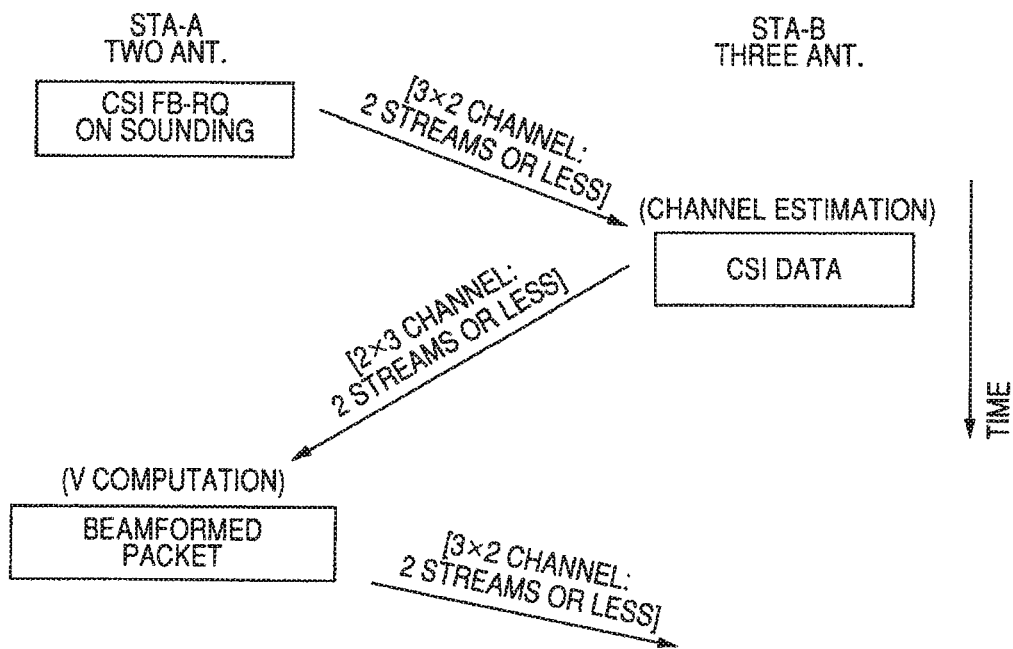 STA-A
TWO ANT.
STA-B
THREE ANT.
CSI FB-RQ
ON SOUNDING
[3×2 CHANNEL:
2 STREAMS OR LESS]
(CHANNEL ESTIMATION)
CSI DATA
[2×3 CHANNEL:
2 STREAMS OR LESS]
TIME
(V COMPUTATION)
BEAMFORMED
PACKET
[3×2 CHANNEL:
2 STREAMS OR LESS]